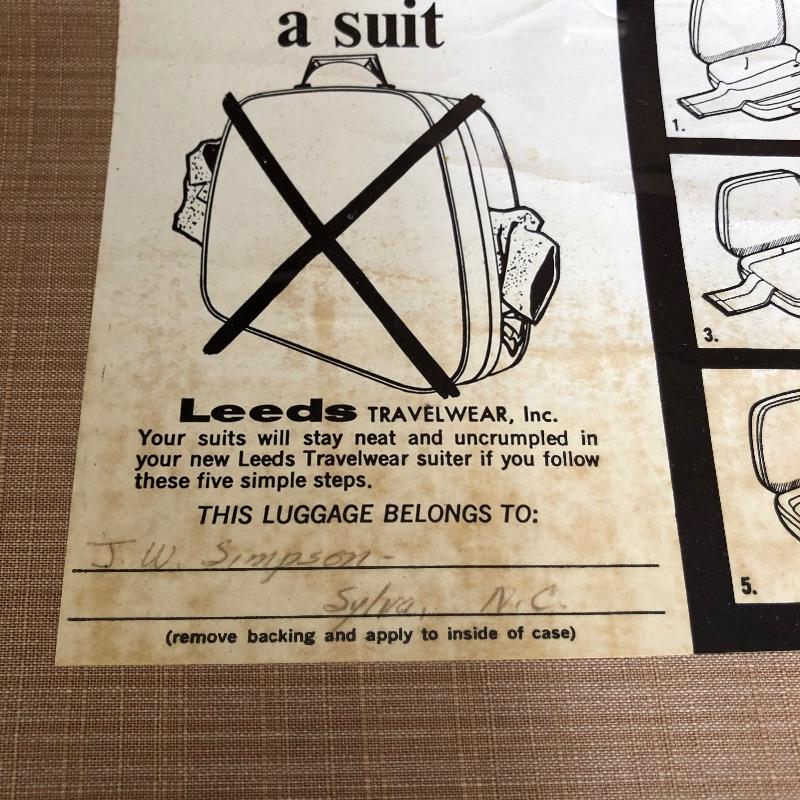 a suit
1.
3.
5.
Leeds TRAVELWEAR, Inc.
Your suits will stay neat and uncrumpled in
your new Leeds Travelwear suiter if you follow
these five simple steps.
THIS LUGGAGE BELONGS TO:
J. W. Simpson-
Sylva, N.C.
(remove backing and apply to inside of case)